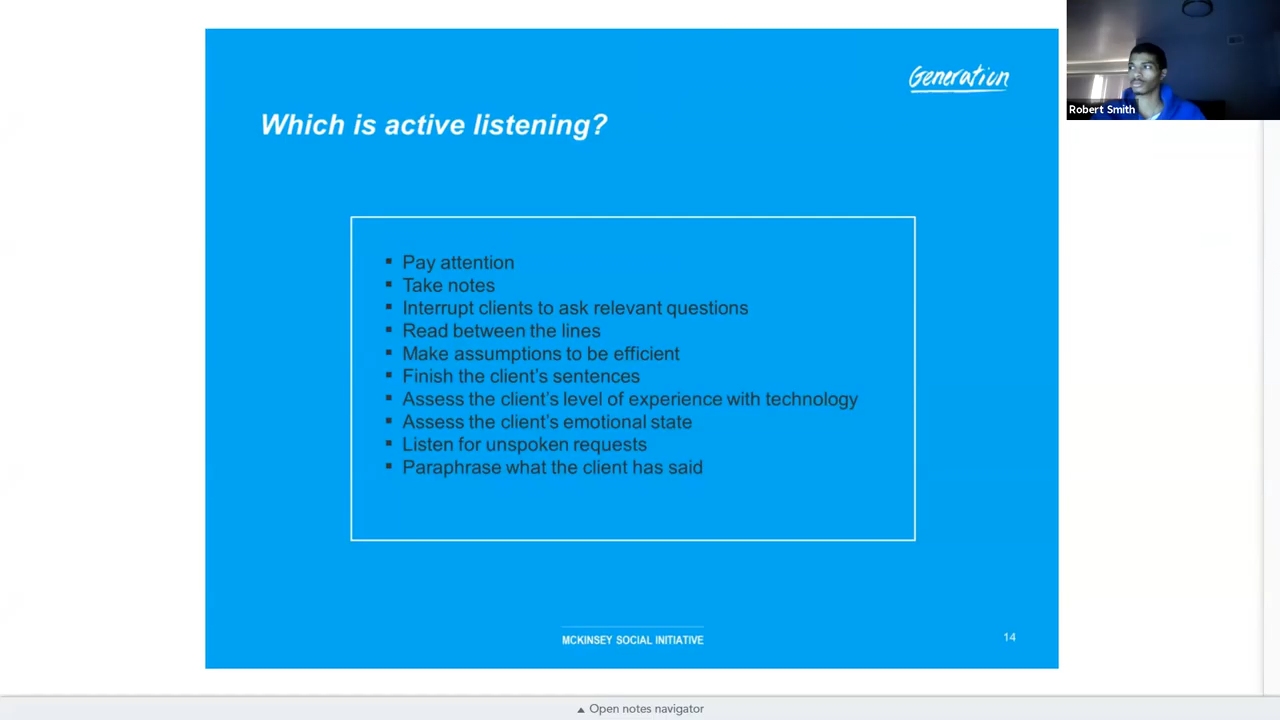 Generation
Which is active listening?
▪ Pay attention
▪ Take notes
▪ Interrupt clients to ask relevant questions
▪ Read between the lines
▪ Make assumptions to be efficient
▪ Finish the client’s sentences
▪ Assess the client’s level of experience with technology
▪ Assess the client’s emotional state
▪ Listen for unspoken requests
▪ Paraphrase what the client has said
MCKINSEY SOCIAL INITIATIVE
14
Robert Smith
▲ Open notes navigator